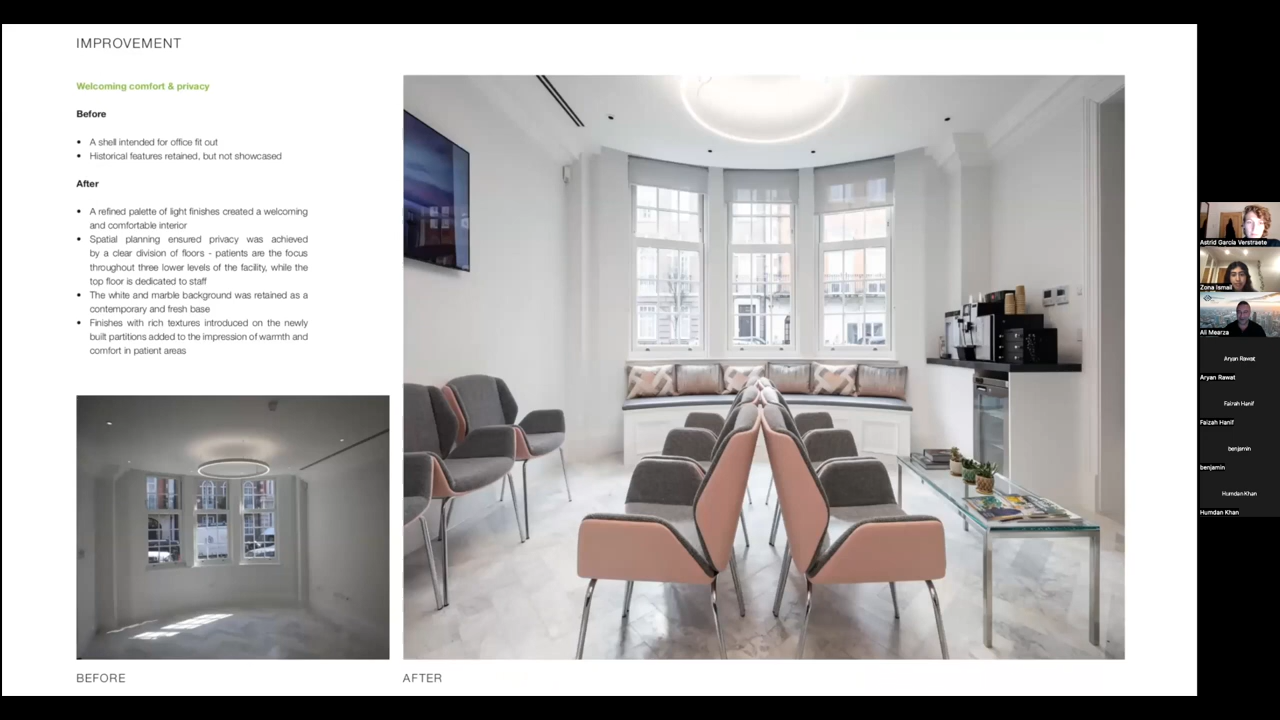 IMPROVEMENT
Welcoming comfort & privacy
Before
• A shell intended for office fit out
• Historical features retained, but not showcased
After
• A refined palette of light finishes created a welcoming
and comfortable interior
• Spatial planning ensured privacy was achieved
by a clear division of floors - patients are the focus
throughout three lower levels of the facility, while the
top floor is dedicated to staff
• The white and marble background was retained as a
contemporary and fresh base
• Finishes with rich textures introduced on the newly
built partitions added to the impression of warmth and
comfort in patient areas
BEFORE
AFTER
Astrid García Verstraete
Zona Ismail
Ali Mearza
Aryan Rawat
Aryan Rawat
Faizah Hanif
Faizah Hanif
benjamin
benjamin
Humdan Khan
Humdan Khan